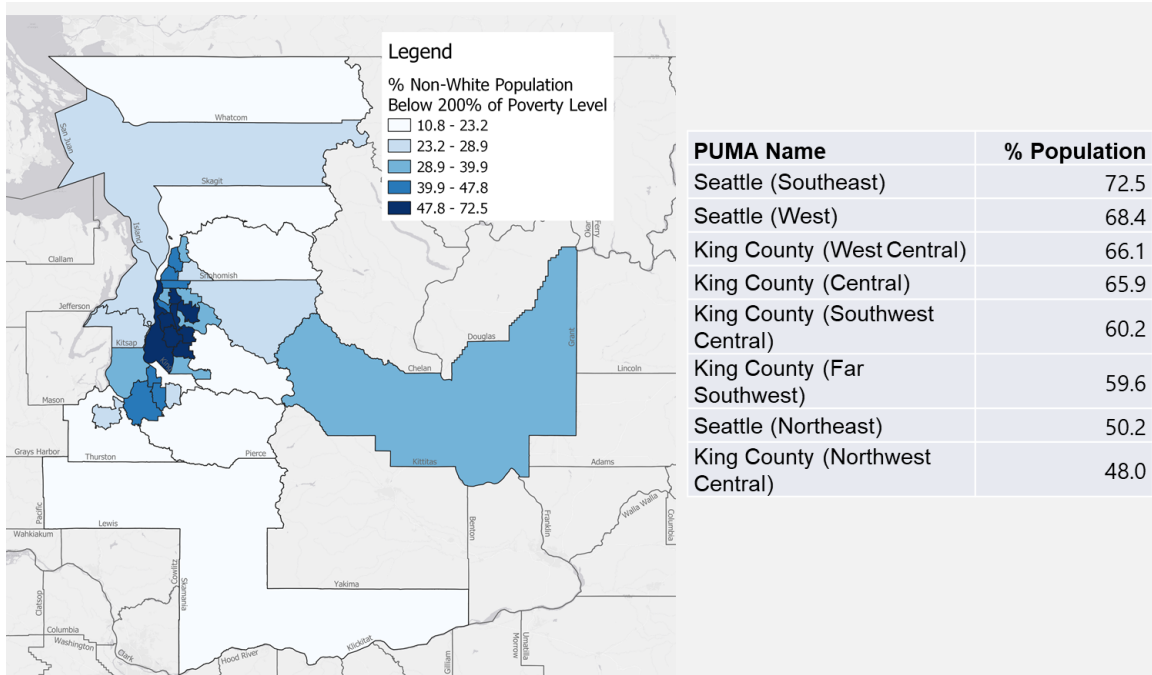 Legend
% Non-White Population
Below 200% of Poverty Level
10.8 - 23.2
23.2 - 28.9
28.9 - 39.9
39.9 - 47.8
47.8 - 72.5
Whatcom
San Juan
Skagit
Island
Clallam
Snohomish
Jefferson
Kitsap
Mason
Grays Harbor
Thurston
Pierce
Pacific
Lewis
Wahkiakum
Cowlitz
Skamania
Clatsop
Columbia
Washington
Clark
Hood River
Klickitat
Yakima
Gilliam
Morrow
Umatilla
Benton
Franklin
Walla Walla
Columbia
Adams
Kittitas
Chelan
Douglas
Grant
Lincoln
Ferry
PUMA Name % Population
Seattle (Southeast) 72.5
Seattle (West) 68.4
King County (West Central) 66.1
King County (Central) 65.9
King County (Southwest
Central) 60.2
King County (Far
Southwest) 59.6
Seattle (Northeast) 50.2
King County (Northwest
Central) 48.0